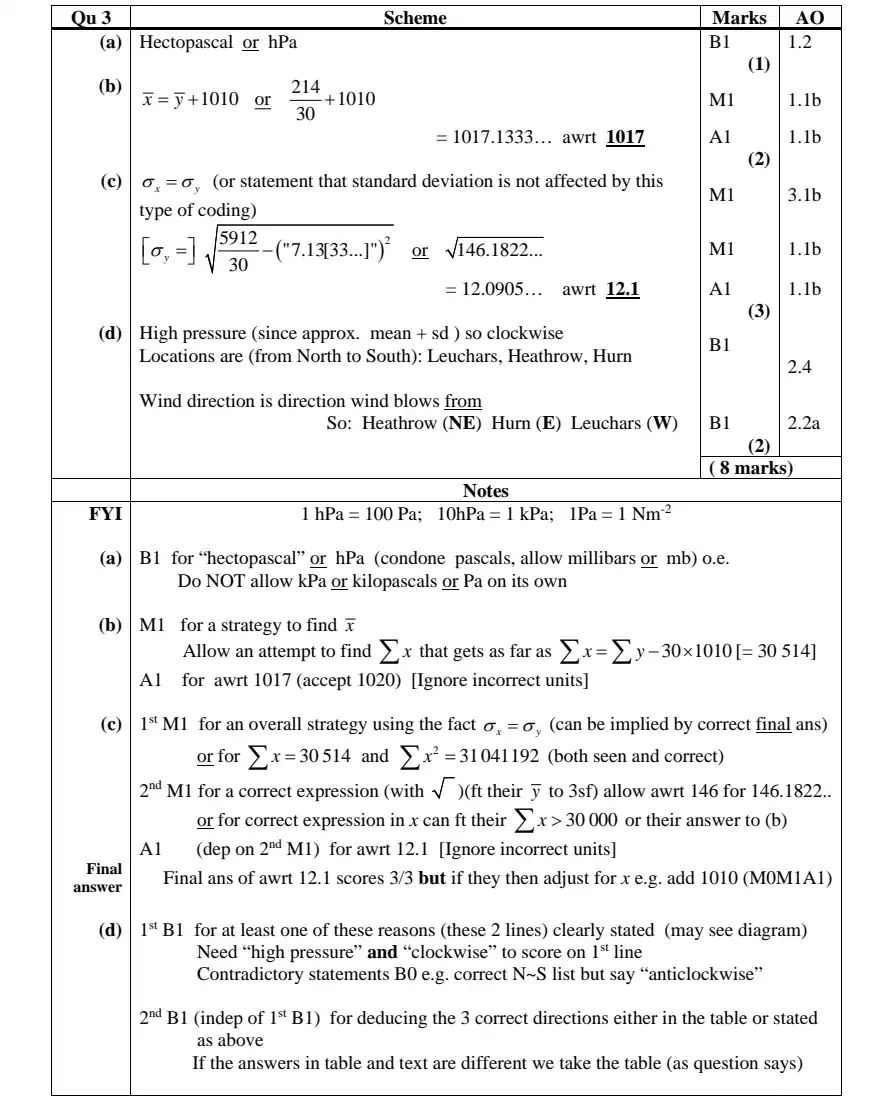 Qu 3 Scheme Marks AO
(a) Hectopascal or hPa B1 1.2
(1)
(b) x̄ = ȳ + 1010 or 214/30 + 1010 M1 1.1b
= 1017.1333… awrt 1017 A1 1.1b
(2)
(c) σₓ = σᵧ (or statement that standard deviation is not affected by this
type of coding) M1 3.1b
[σᵧ =] √(5912/30 − ("7.13[33...]")²) or √146.1822... M1 1.1b
= 12.0905… awrt 12.1 A1 1.1b
(3)
(d) High pressure (since approx. mean + sd ) so clockwise
Locations are (from North to South): Leuchars, Heathrow, Hurn B1 2.4
Wind direction is direction wind blows from
So: Heathrow (NE) Hurn (E) Leuchars (W) B1 2.2a
(2)
( 8 marks)
Notes
FYI 1 hPa = 100 Pa; 10hPa = 1 kPa; 1Pa = 1 Nm⁻²
(a) B1 for “hectopascal” or hPa (condone pascals, allow millibars or mb) o.e.
Do NOT allow kPa or kilopascals or Pa on its own
(b) M1 for a strategy to find x̄
Allow an attempt to find ∑x that gets as far as ∑x = ∑y − 30×1010 [= 30 514]
A1 for awrt 1017 (accept 1020) [Ignore incorrect units]
(c) 1st M1 for an overall strategy using the fact σₓ = σᵧ (can be implied by correct final ans)
or for ∑x = 30 514 and ∑x² = 31 041 192 (both seen and correct)
2nd M1 for a correct expression (with √ )(ft their ȳ to 3sf) allow awrt 146 for 146.1822..
or for correct expression in x can ft their ∑x > 30 000 or their answer to (b)
A1 (dep on 2nd M1) for awrt 12.1 [Ignore incorrect units]
Final answer Final ans of awrt 12.1 scores 3/3 but if they then adjust for x e.g. add 1010 (M0M1A1)
(d) 1st B1 for at least one of these reasons (these 2 lines) clearly stated (may see diagram)
Need “high pressure” and “clockwise” to score on 1st line
Contradictory statements B0 e.g. correct N~S list but say “anticlockwise”
2nd B1 (indep of 1st B1) for deducing the 3 correct directions either in the table or stated
as above
If the answers in table and text are different we take the table (as question says)